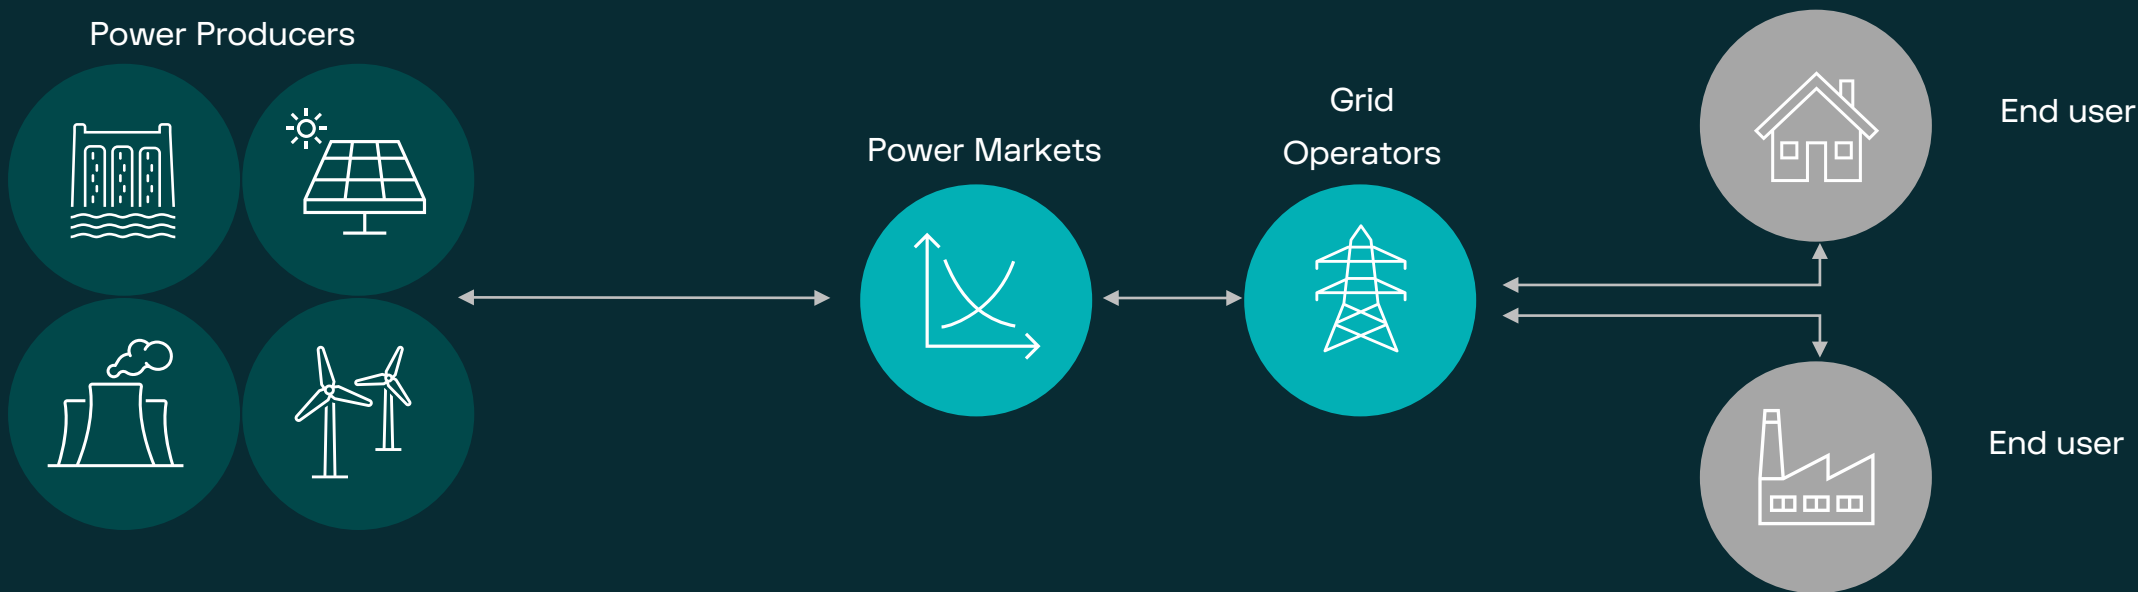 Power Producers
Power Markets
Grid
Operators
End user
End user